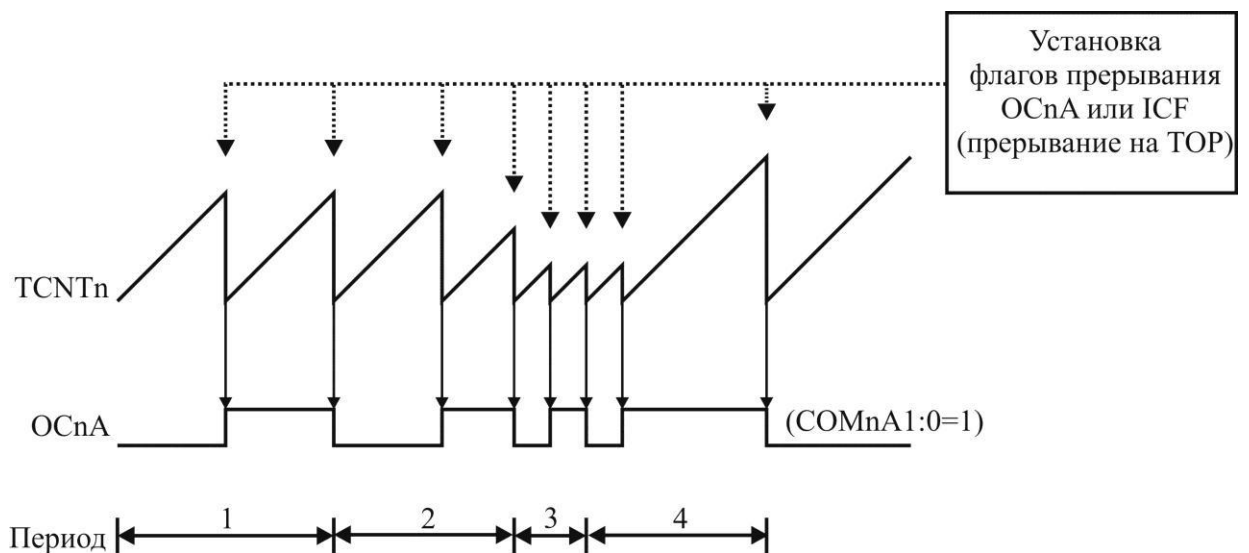 Установка
флагов прерывания
OCnA или ICF
(прерывание на TOP)
TCNTn
OCnA
(COMnA1:0=1)
Период
1
2
3
4